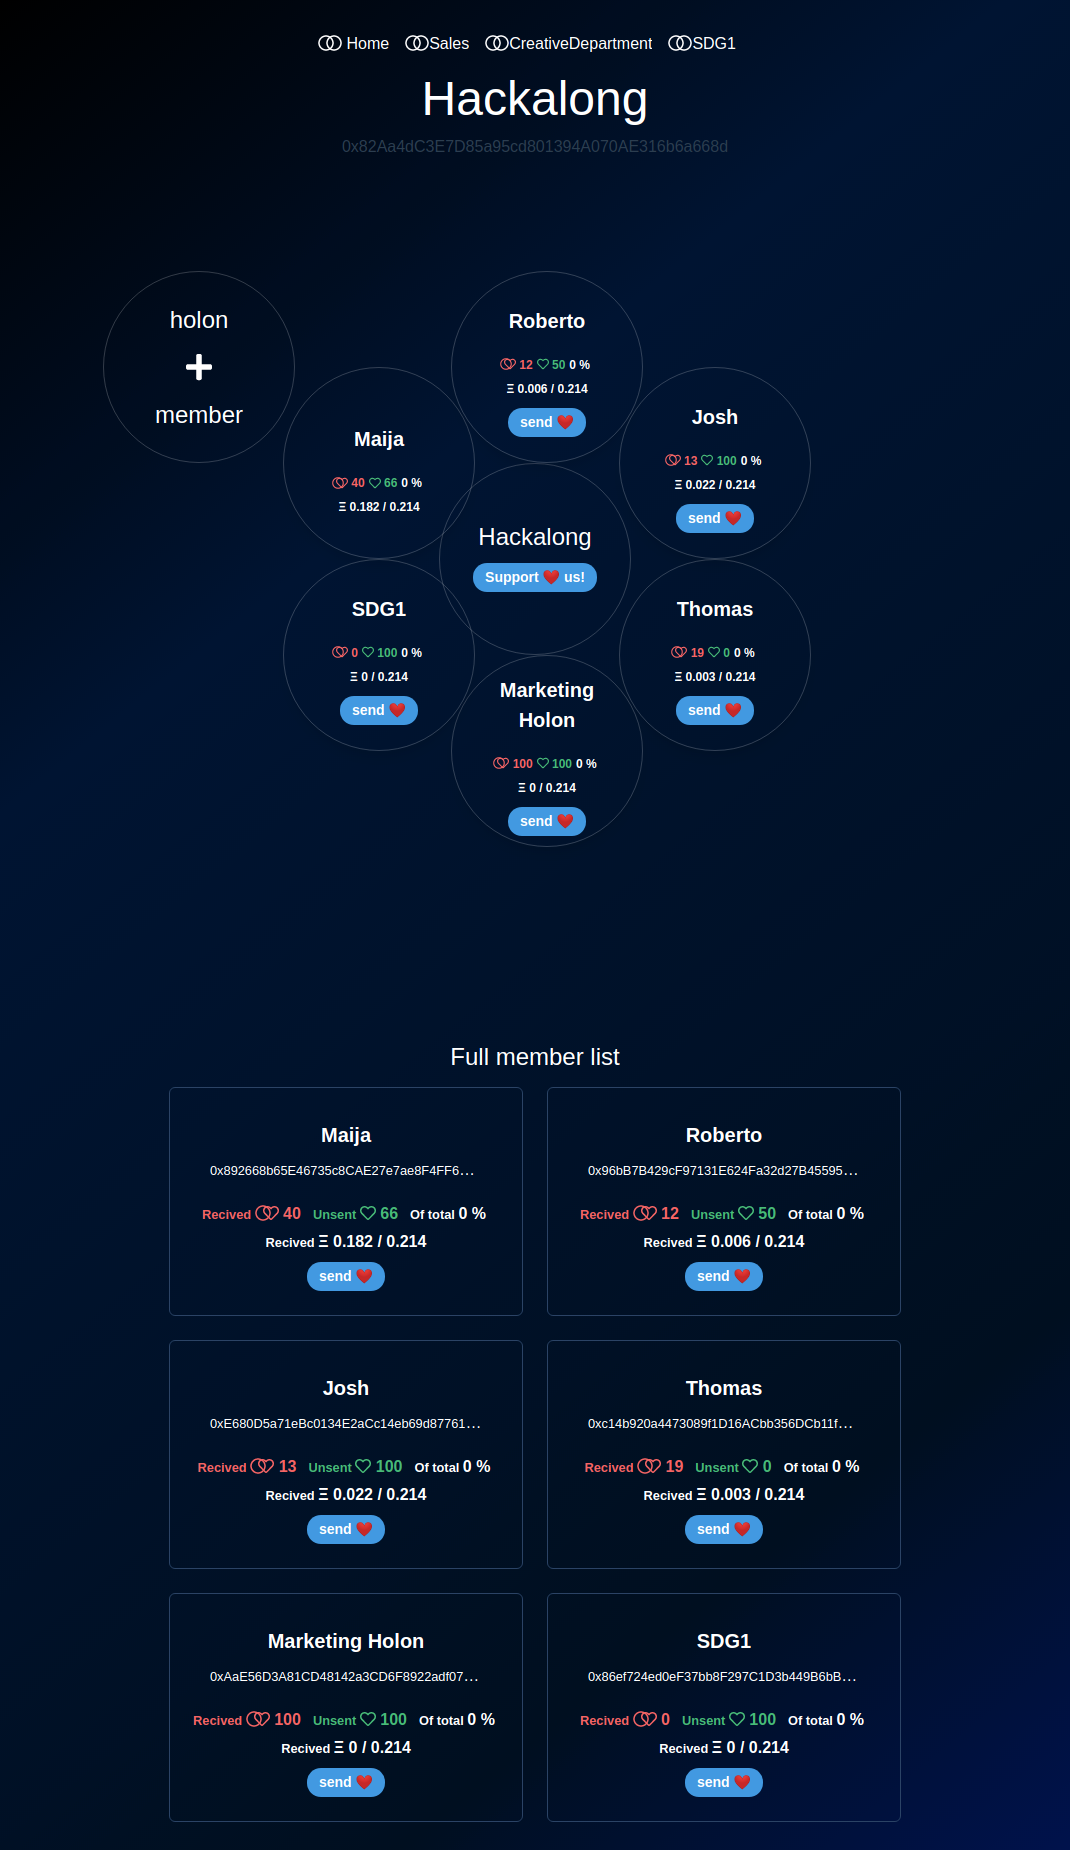 Home Sales CreativeDepartment SDG1
Hackalong
0x82Aa4dC3E7D85a95cd801394A070AE316b6a668d
holon
member
Roberto
12 50 0 %
Ξ 0.006 / 0.214
send
Maija
40 66 0 %
Ξ 0.182 / 0.214
Josh
13 100 0 %
Ξ 0.022 / 0.214
send
Hackalong
Support us!
SDG1
0 100 0 %
Ξ 0 / 0.214
send
Thomas
19 0 0 %
Ξ 0.003 / 0.214
send
Marketing
Holon
100 100 0 %
Ξ 0 / 0.214
send
Full member list
Maija
0x892668b65E46735c8CAE27e7ae8F4FF6...
Recived 40 Unsent 66 Of total 0 %
Recived Ξ 0.182 / 0.214
send
Roberto
0x96bB7B429cF97131E624Fa32d27B45595...
Recived 12 Unsent 50 Of total 0 %
Recived Ξ 0.006 / 0.214
send
Josh
0xE680D5a71eBc0134E2aCc14eb69d87761...
Recived 13 Unsent 100 Of total 0 %
Recived Ξ 0.022 / 0.214
send
Thomas
0xc14b920a4473089f1D16ACbb356DCb11f...
Recived 19 Unsent 0 Of total 0 %
Recived Ξ 0.003 / 0.214
send
Marketing Holon
0xAaE56D3A81CD48142a3CD6F8922adf07...
Recived 100 Unsent 100 Of total 0 %
Recived Ξ 0 / 0.214
send
SDG1
0x86ef724ed0eF37bb8F297C1D3b449B6bB...
Recived 0 Unsent 100 Of total 0 %
Recived Ξ 0 / 0.214
send